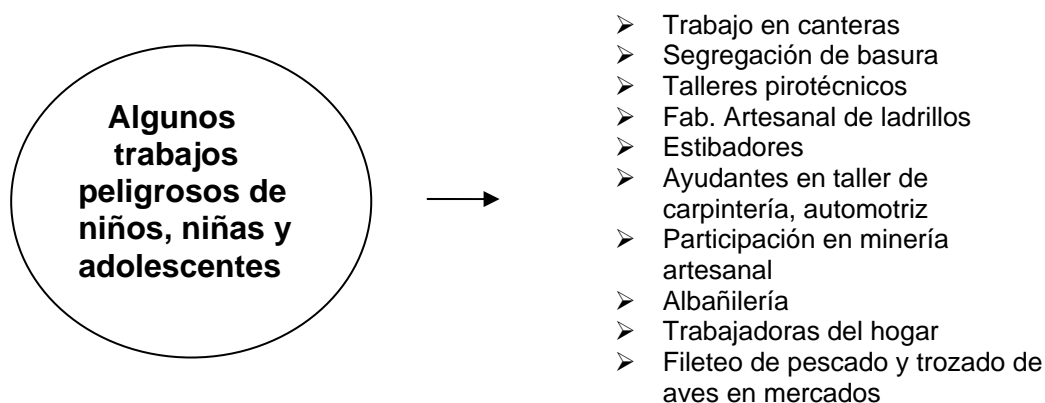 Algunos
trabajos
peligrosos de
niños, niñas y
adolescentes
➢ Trabajo en canteras
➢ Segregación de basura
➢ Talleres pirotécnicos
➢ Fab. Artesanal de ladrillos
➢ Estibadores
➢ Ayudantes en taller de
carpintería, automotriz
➢ Participación en minería
artesanal
➢ Albañilería
➢ Trabajadoras del hogar
➢ Fileteo de pescado y trozado de
aves en mercados